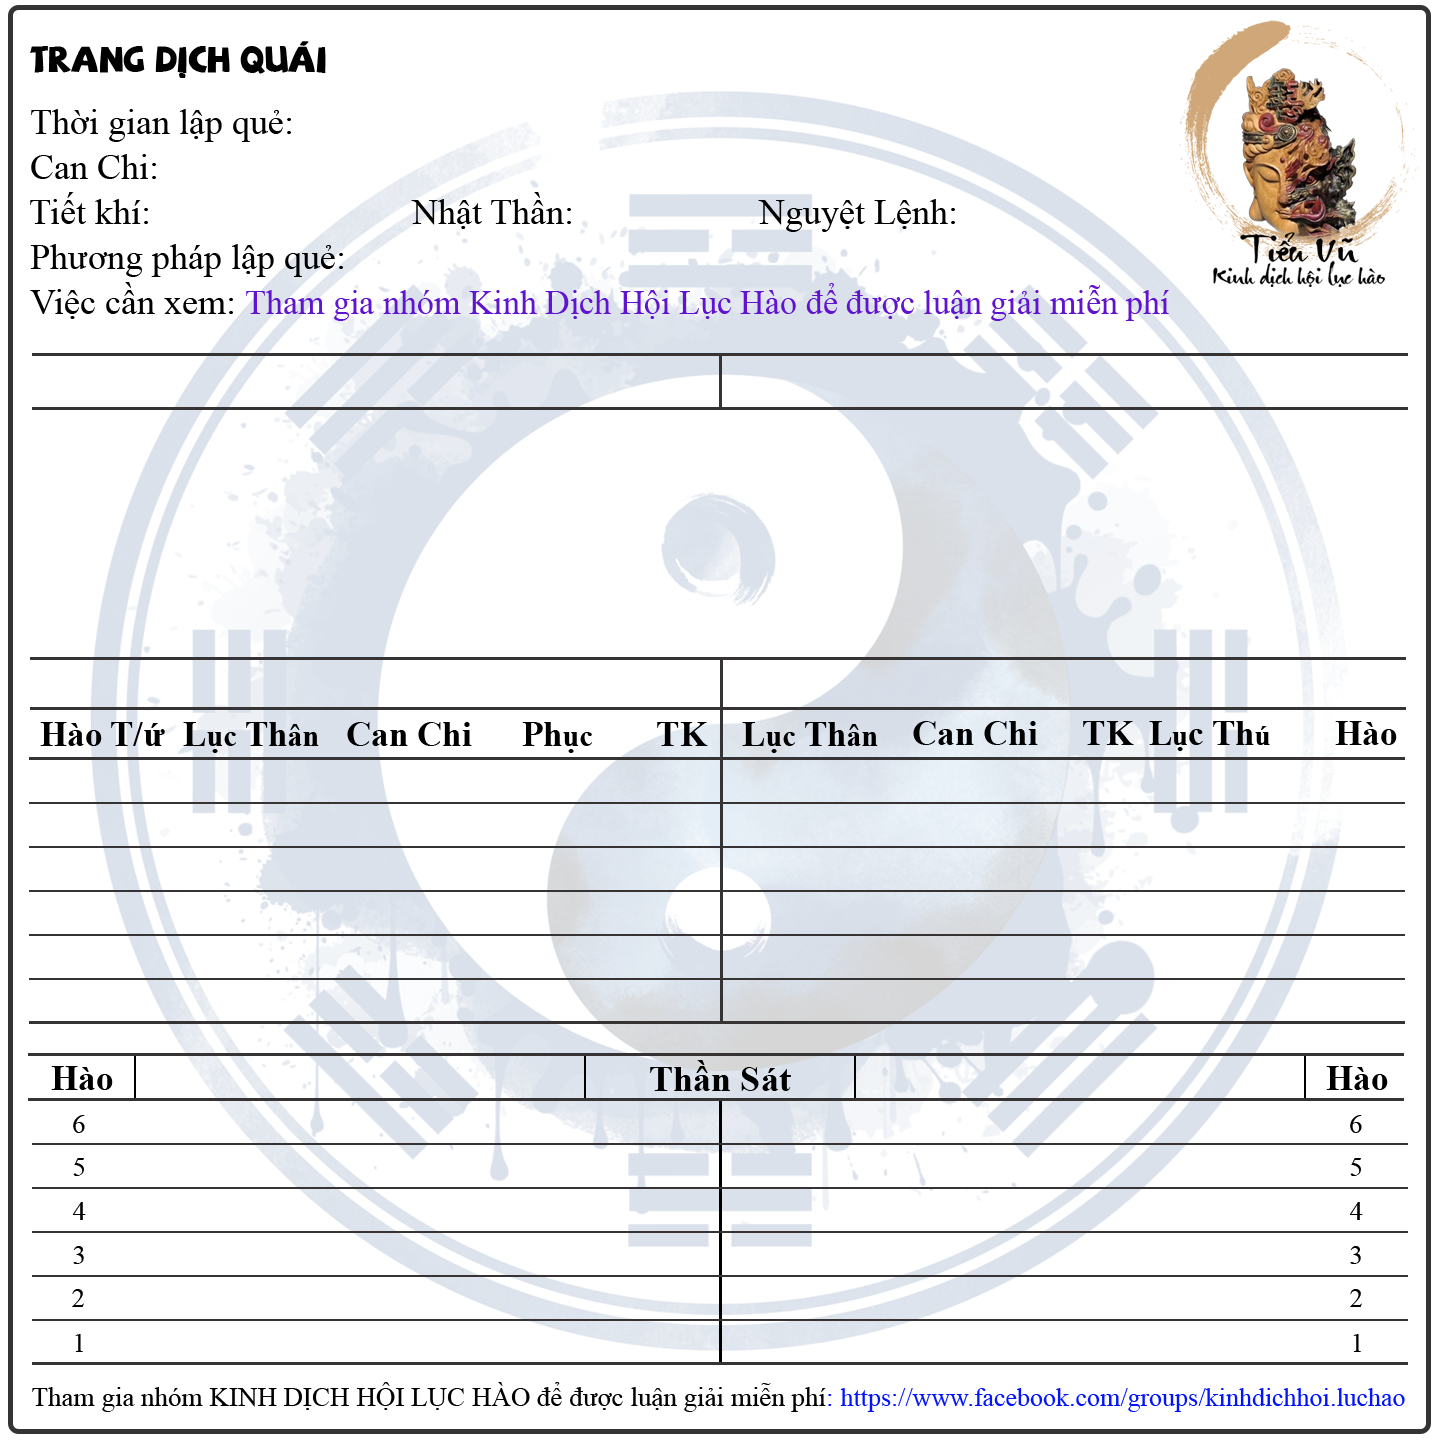 TRANG DỊCH QUÁI
Thời gian lập quẻ:
Can Chi:
Tiết khí: Nhật Thần: Nguyệt Lệnh:
Phương pháp lập quẻ:
Việc cần xem: Tham gia nhóm Kinh Dịch Hội Lục Hào để được luận giải miễn phí
Tiểu Vũ
Kinh dịch hội lục hào
Hào T/ứ Lục Thân Can Chi Phục TK Lục Thân Can Chi TK Lục Thú Hào
Hào Thần Sát Hào
6 6
5 5
4 4
3 3
2 2
1 1
Tham gia nhóm KINH DỊCH HỘI LỤC HÀO để được luận giải miễn phí: https://www.facebook.com/groups/kinhdichhoi.luchao